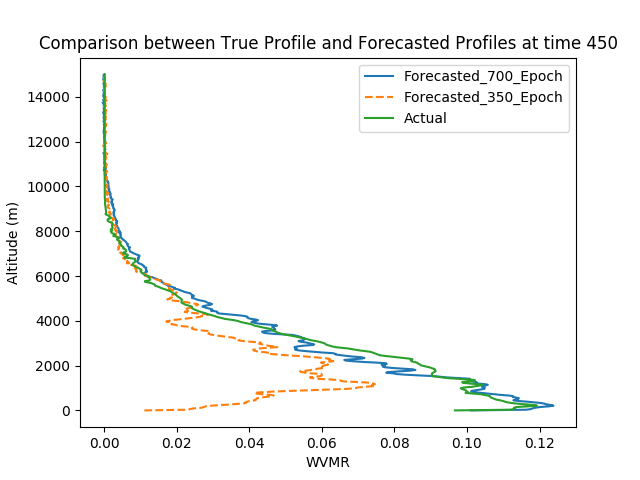 Comparison between True Profile and Forecasted Profiles at time 450
Forecasted_700_Epoch
Forecasted_350_Epoch
Actual
Altitude (m)
14000
12000
10000
8000
6000
4000
2000
0
0.00 0.02 0.04 0.06 0.08 0.10 0.12
WVMR